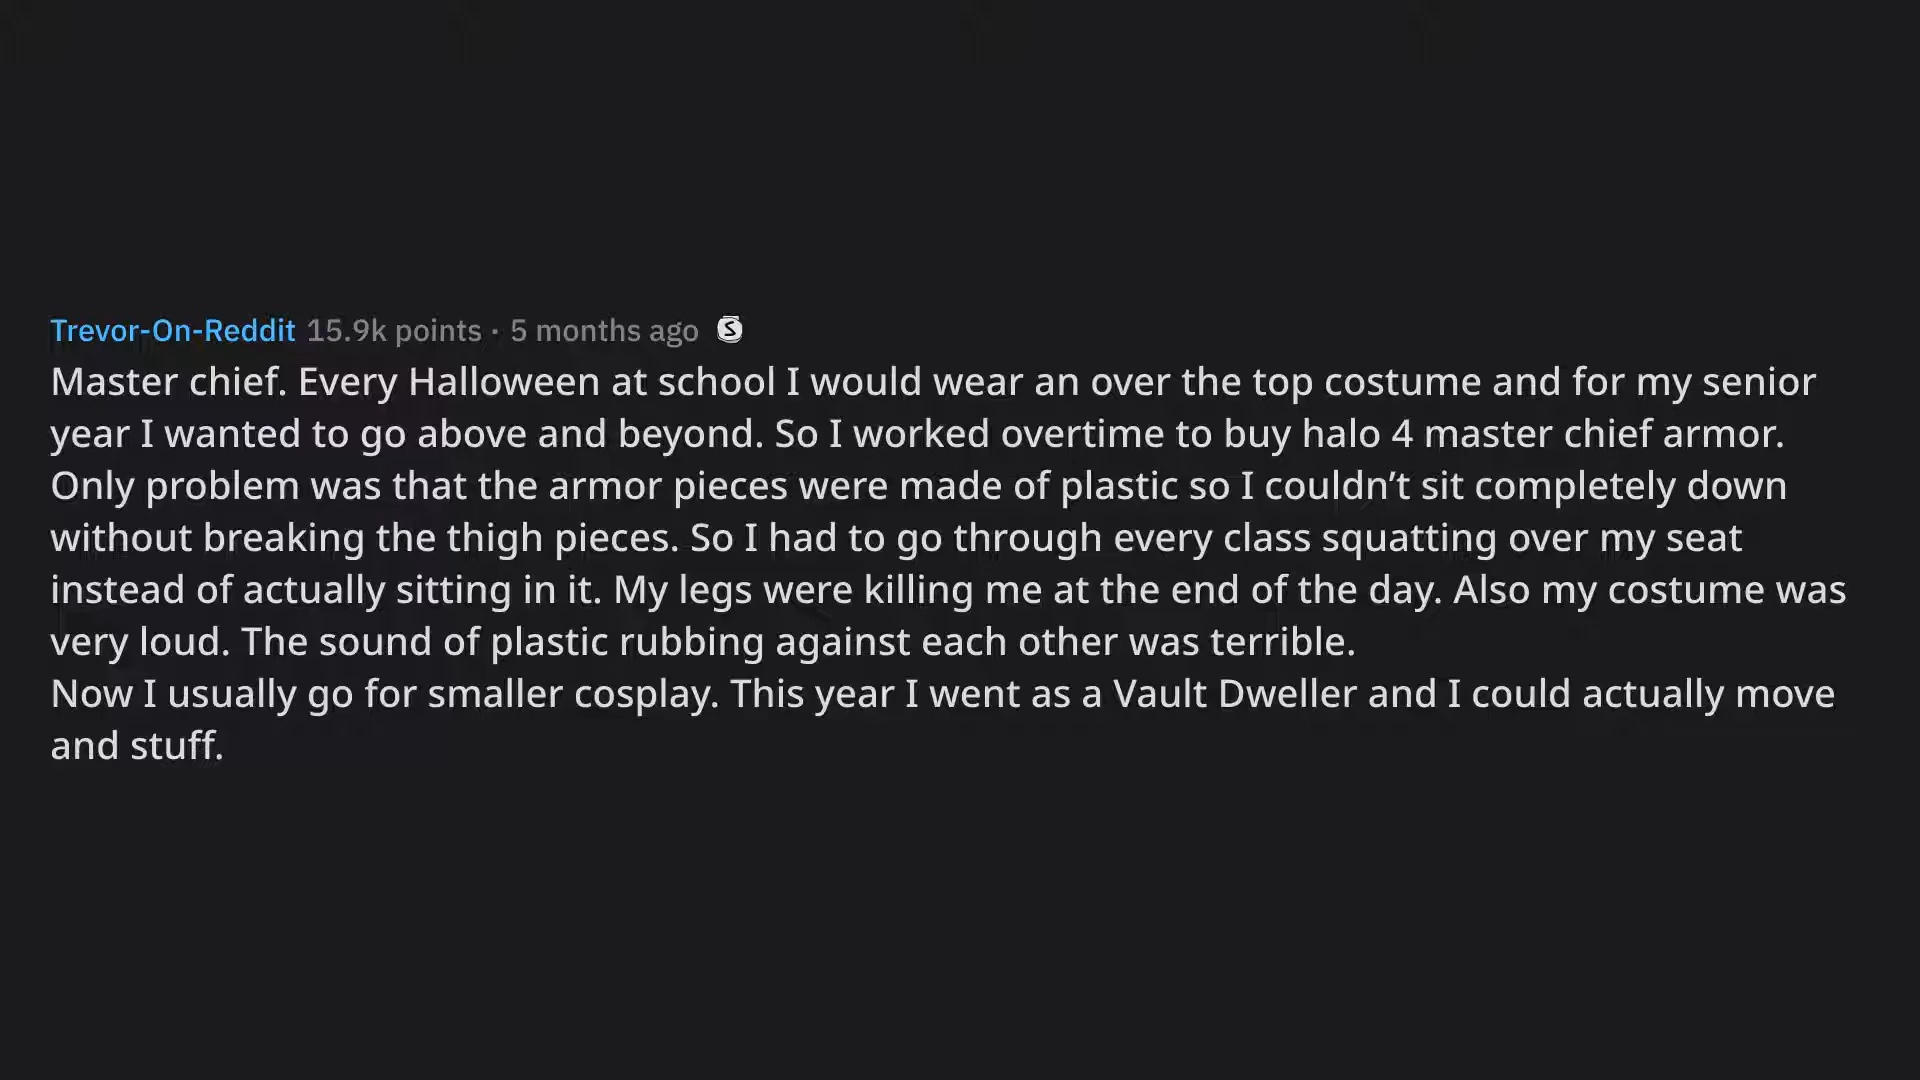 Trevor-On-Reddit 15.9k points · 5 months ago
Master chief. Every Halloween at school I would wear an over the top costume and for my senior
year I wanted to go above and beyond. So I worked overtime to buy halo 4 master chief armor.
Only problem was that the armor pieces were made of plastic so I couldn’t sit completely down
without breaking the thigh pieces. So I had to go through every class squatting over my seat
instead of actually sitting in it. My legs were killing me at the end of the day. Also my costume was
very loud. The sound of plastic rubbing against each other was terrible.
Now I usually go for smaller cosplay. This year I went as a Vault Dweller and I could actually move
and stuff.